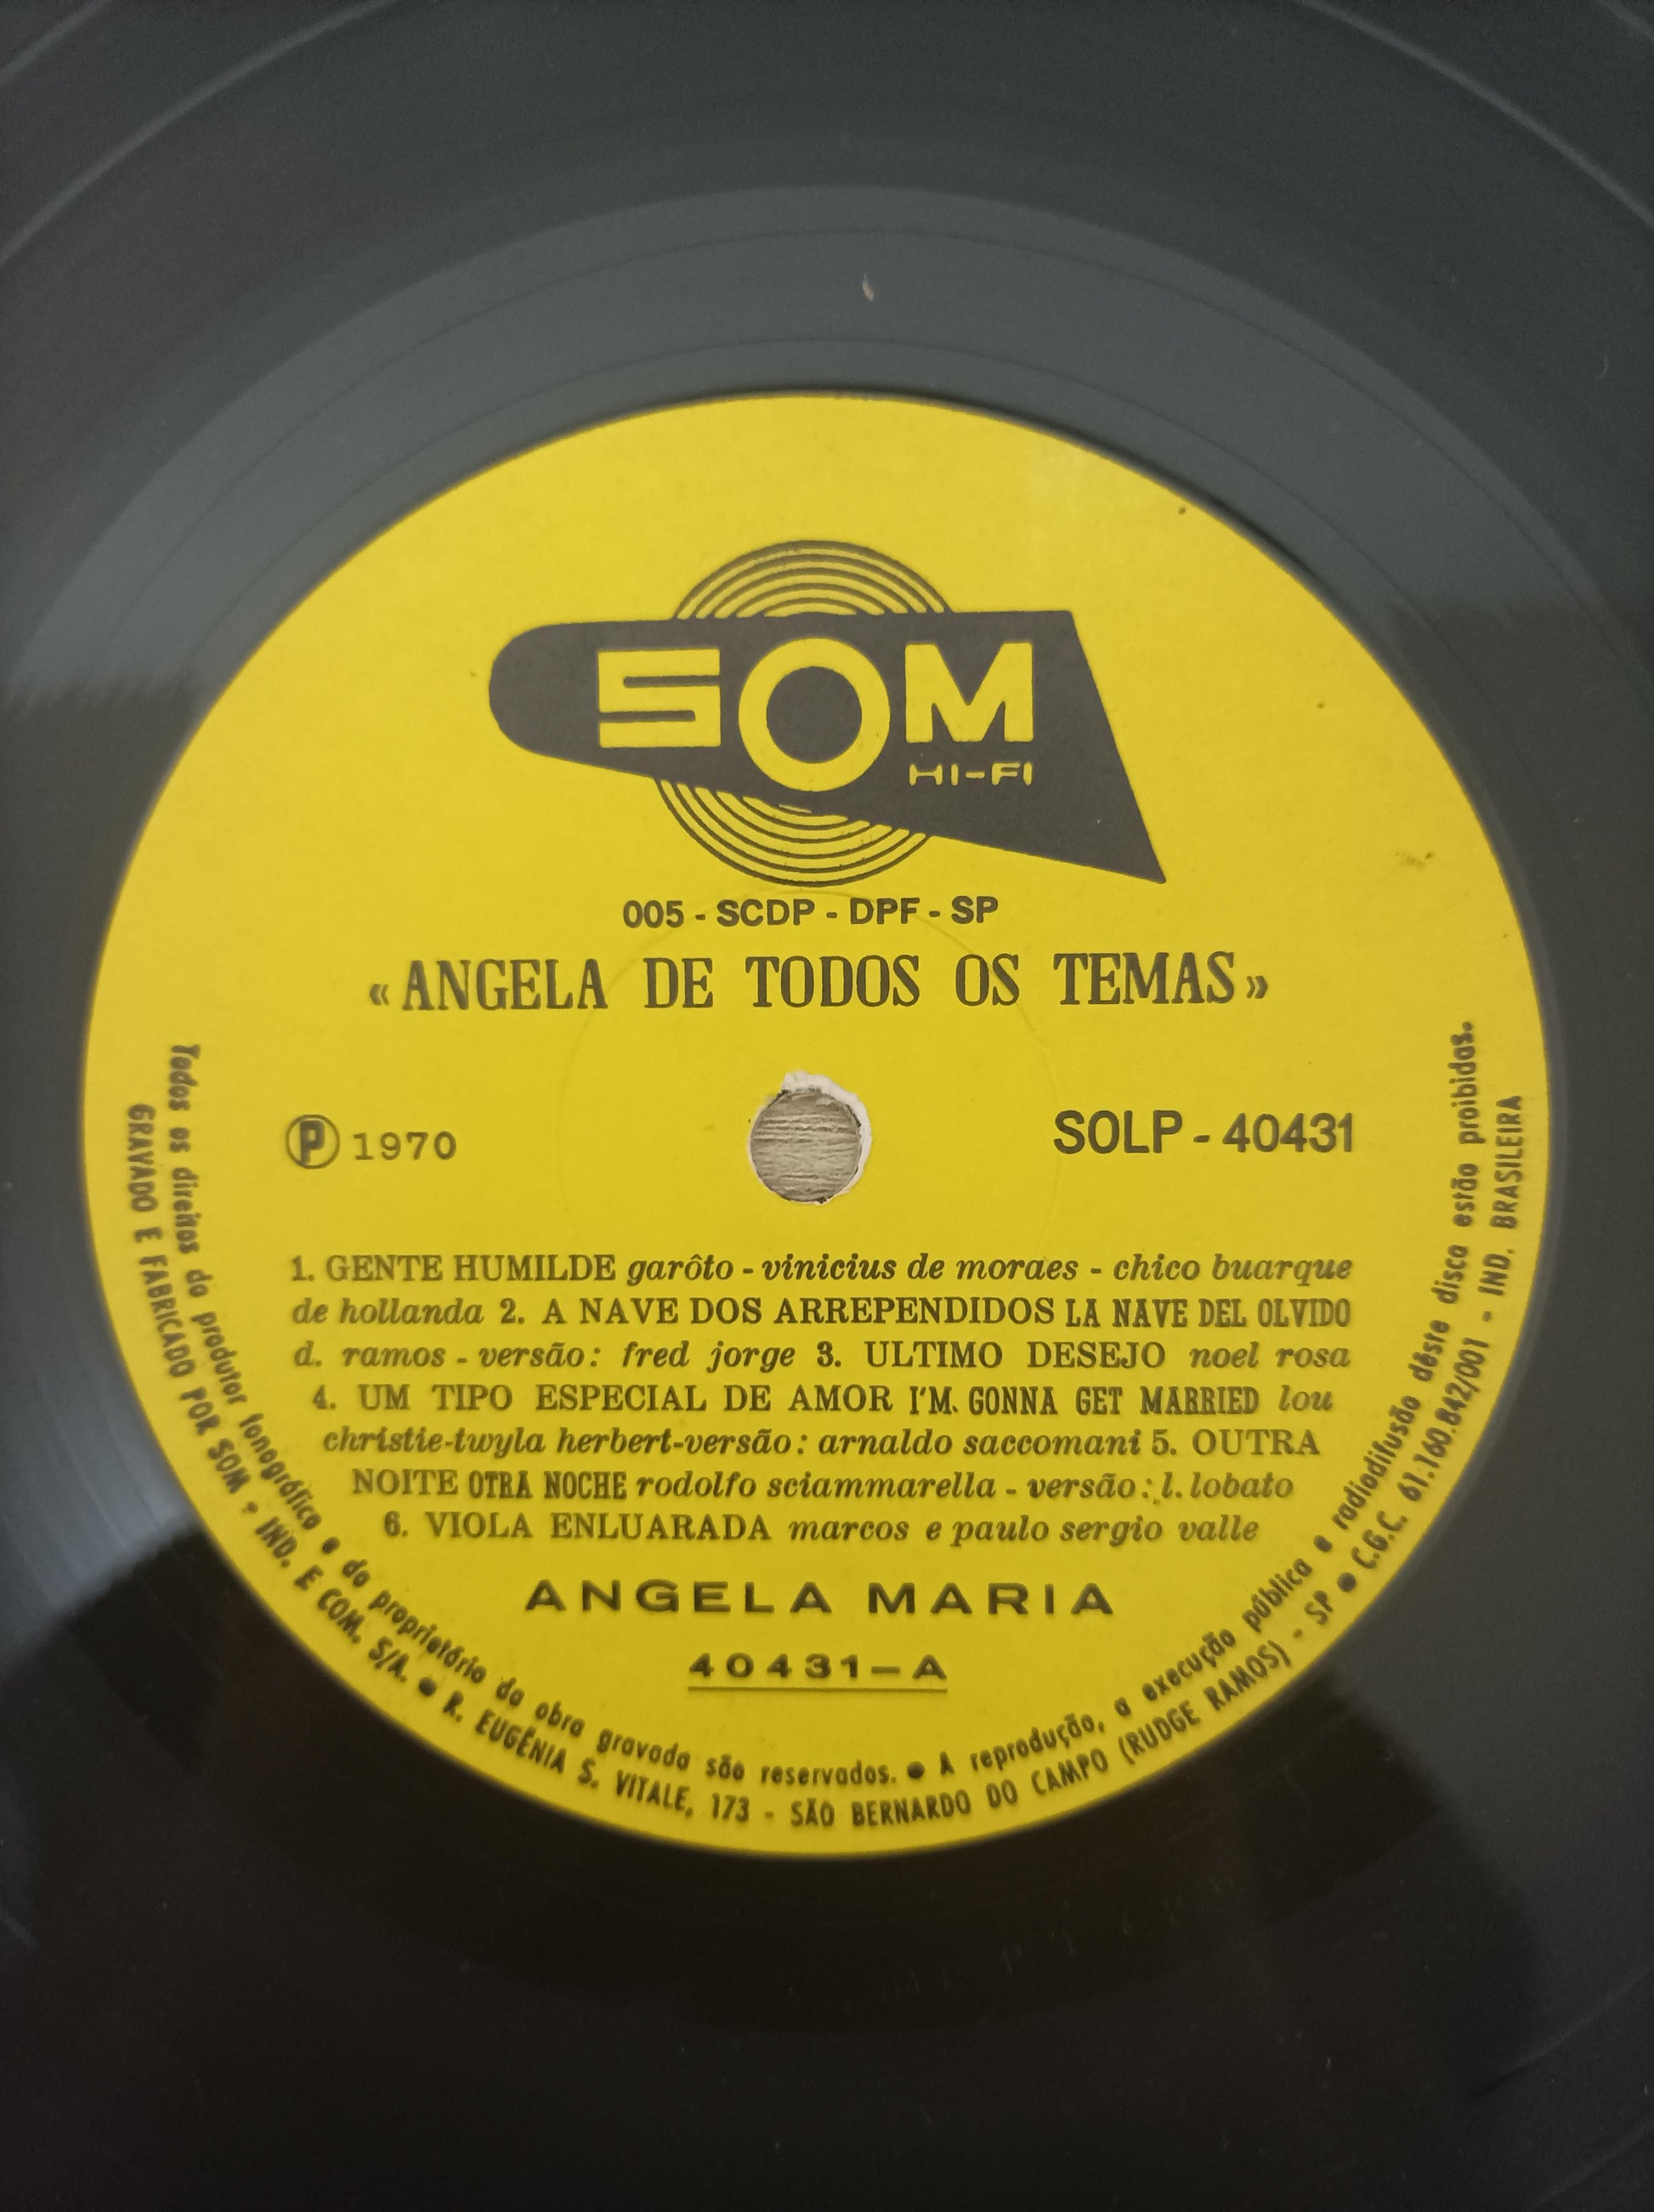 SOM
HI-FI
005 - SCDP - DPF - SP
«ANGELA DE TODOS OS TEMAS»
Ⓟ 1970
SOLP - 40431
1. GENTE HUMILDE garôto - vinicius de moraes - chico buarque
de hollanda 2. A NAVE DOS ARREPENDIDOS LA NAVE DEL OLVIDO
d. ramos - versão: fred jorge 3. ULTIMO DESEJO noel rosa
4. UM TIPO ESPECIAL DE AMOR I'M. GONNA GET MARRIED lou
christie-twyla herbert-versão: arnaldo saccomani 5. OUTRA
NOITE OTRA NOCHE rodolfo sciammarella - versão: l. lobato
6. VIOLA ENLUARADA marcos e paulo sergio valle
ANGELA MARIA
40431-A
Todos os direitos do produtor fonográfico e do proprietário da obra gravada são reservados. ● A reprodução, a execução pública e radiodifusão dêste disco estão proibidas.
GRAVADO E FABRICADO POR SOM - IND. E COM. S/A. ● R. EUGÊNIA S. VITALE, 173 - SÃO BERNARDO DO CAMPO (RUDGE RAMOS) - SP ● C.G.C. 61.160.842/001 - IND. BRASILEIRA